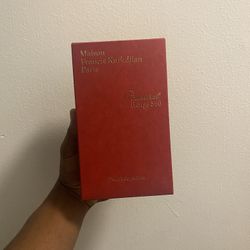 Maison
Francis Kurkdjian
Paris
Baccarat
Rouge 540